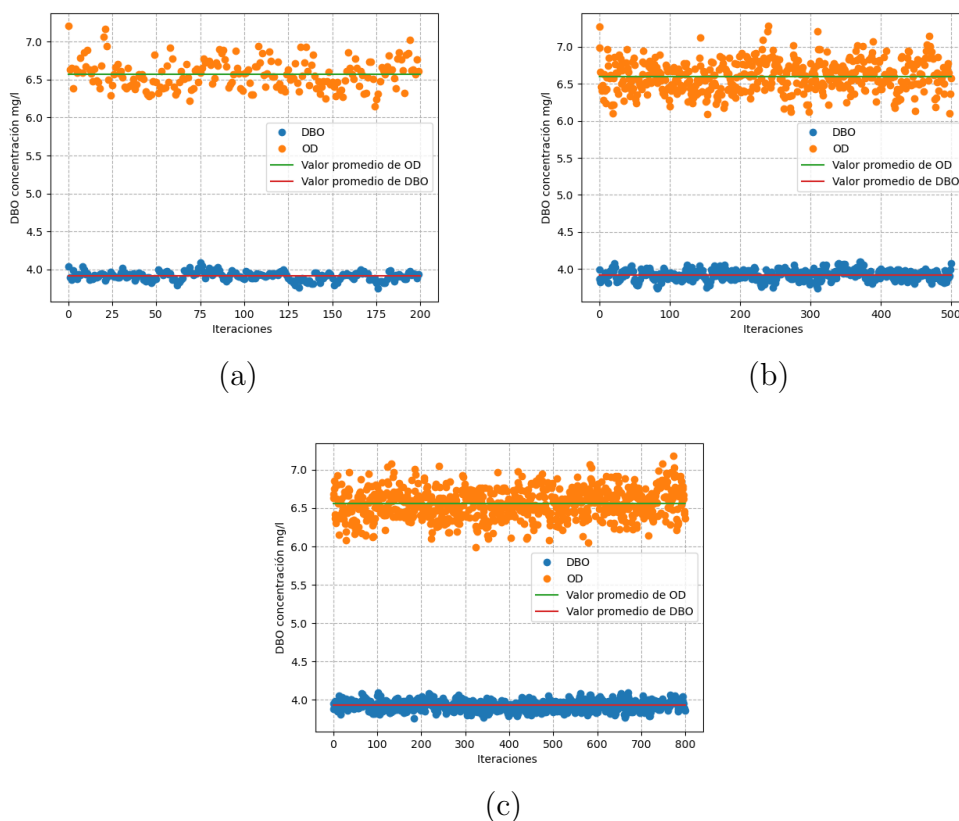 7.0
6.5
6.0
5.5
5.0
4.5
4.0
DBO concentración mg/l
DBO
OD
Valor promedio de OD
Valor promedio de DBO
0 25 50 75 100 125 150 175 200
Iteraciones
(a)
7.0
6.5
6.0
5.5
5.0
4.5
4.0
DBO concentración mg/l
DBO
OD
Valor promedio de OD
Valor promedio de DBO
0 100 200 300 400 500
Iteraciones
(b)
7.0
6.5
6.0
5.5
5.0
4.5
4.0
DBO concentración mg/l
DBO
OD
Valor promedio de OD
Valor promedio de DBO
0 100 200 300 400 500 600 700 800
Iteraciones
(c)